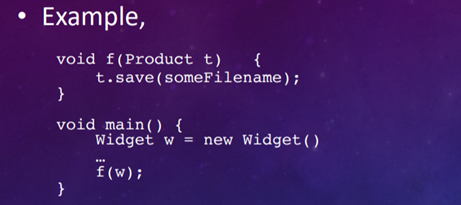 • Example,
void f(Product t) {
t.save(someFilename);
}
void main() {
Widget w = new Widget()
…
f(w);
}